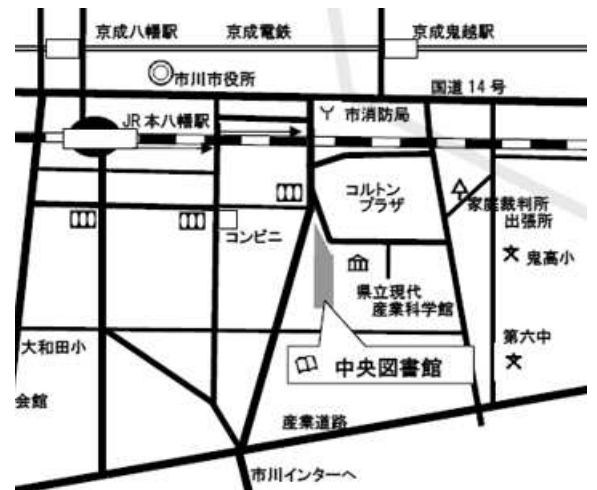 京成八幡駅
京成電鉄
京成鬼越駅
市川市役所
国道14号
JR本八幡駅
市消防局
コルトン
プラザ
家庭裁判所
出張所
コンビニ
鬼高小
県立現代
産業科学館
大和田小
第六中
中央図書館
会館
産業道路
市川インターへ